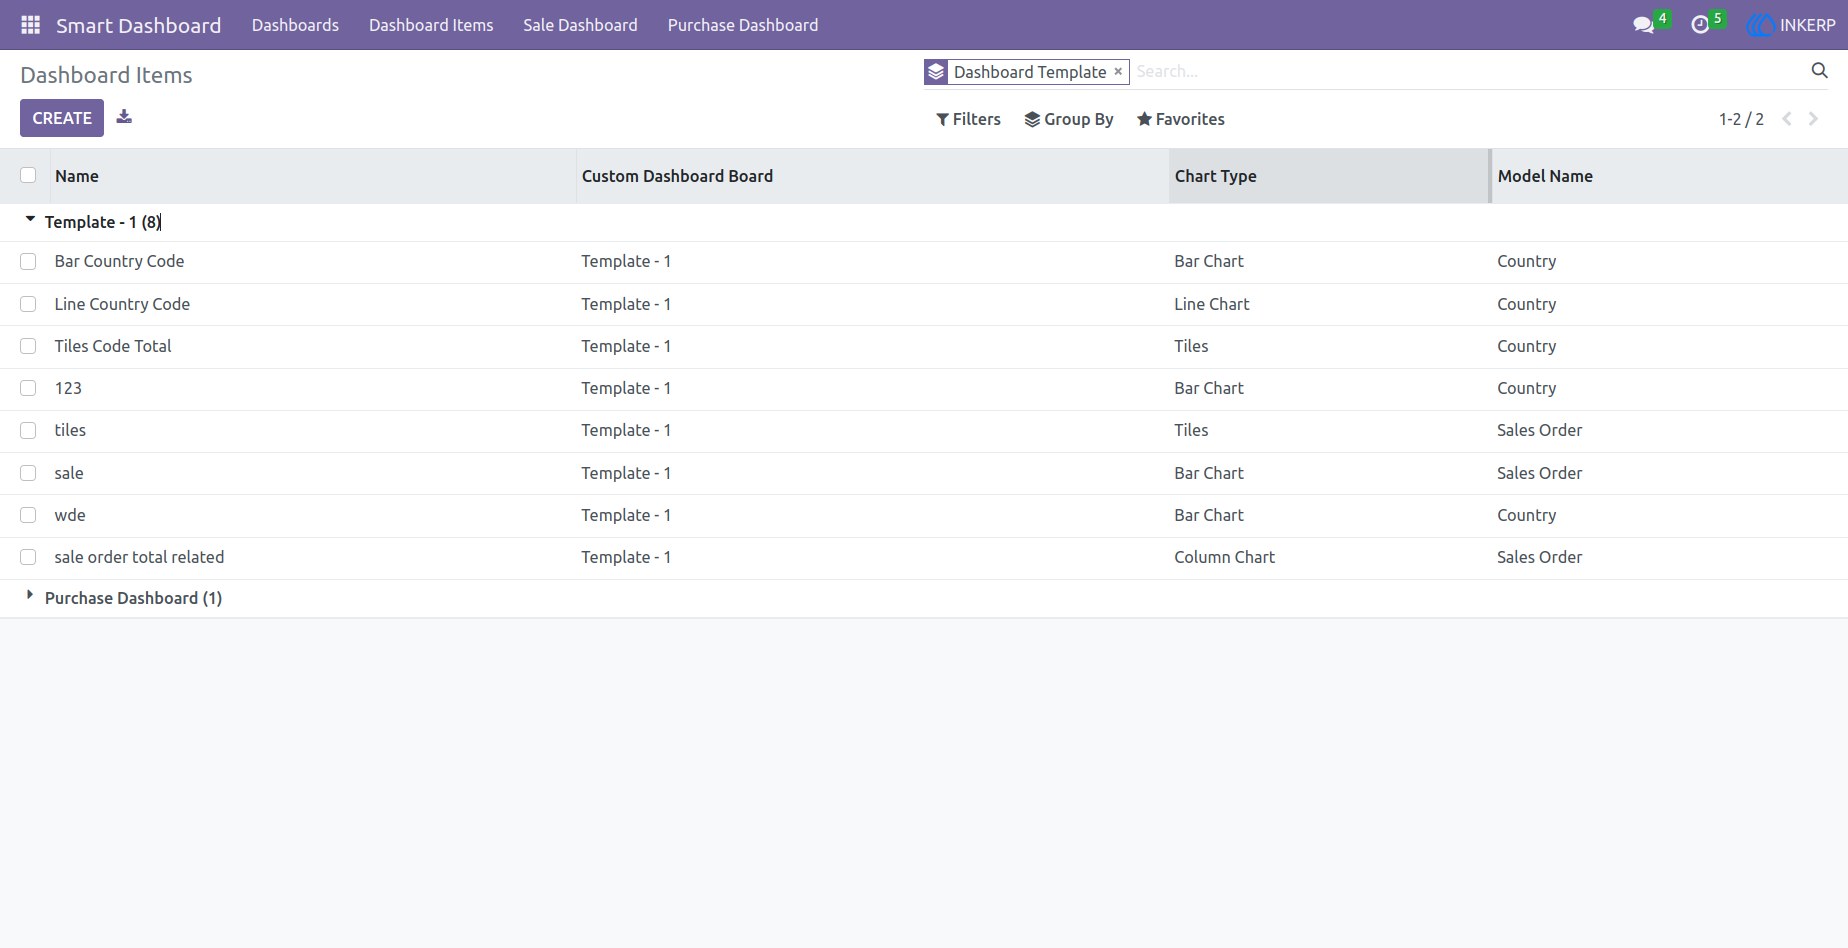 Smart Dashboard Dashboards Dashboard Items Sale Dashboard Purchase Dashboard 4 5 INKERP
Dashboard Items
Dashboard Template × Search...
CREATE
Filters Group By Favorites 1-2 / 2
Name Custom Dashboard Board Chart Type Model Name
Template - 1 (8)
Bar Country Code Template - 1 Bar Chart Country
Line Country Code Template - 1 Line Chart Country
Tiles Code Total Template - 1 Tiles Country
123 Template - 1 Bar Chart Country
tiles Template - 1 Tiles Sales Order
sale Template - 1 Bar Chart Sales Order
wde Template - 1 Bar Chart Country
sale order total related Template - 1 Column Chart Sales Order
Purchase Dashboard (1)